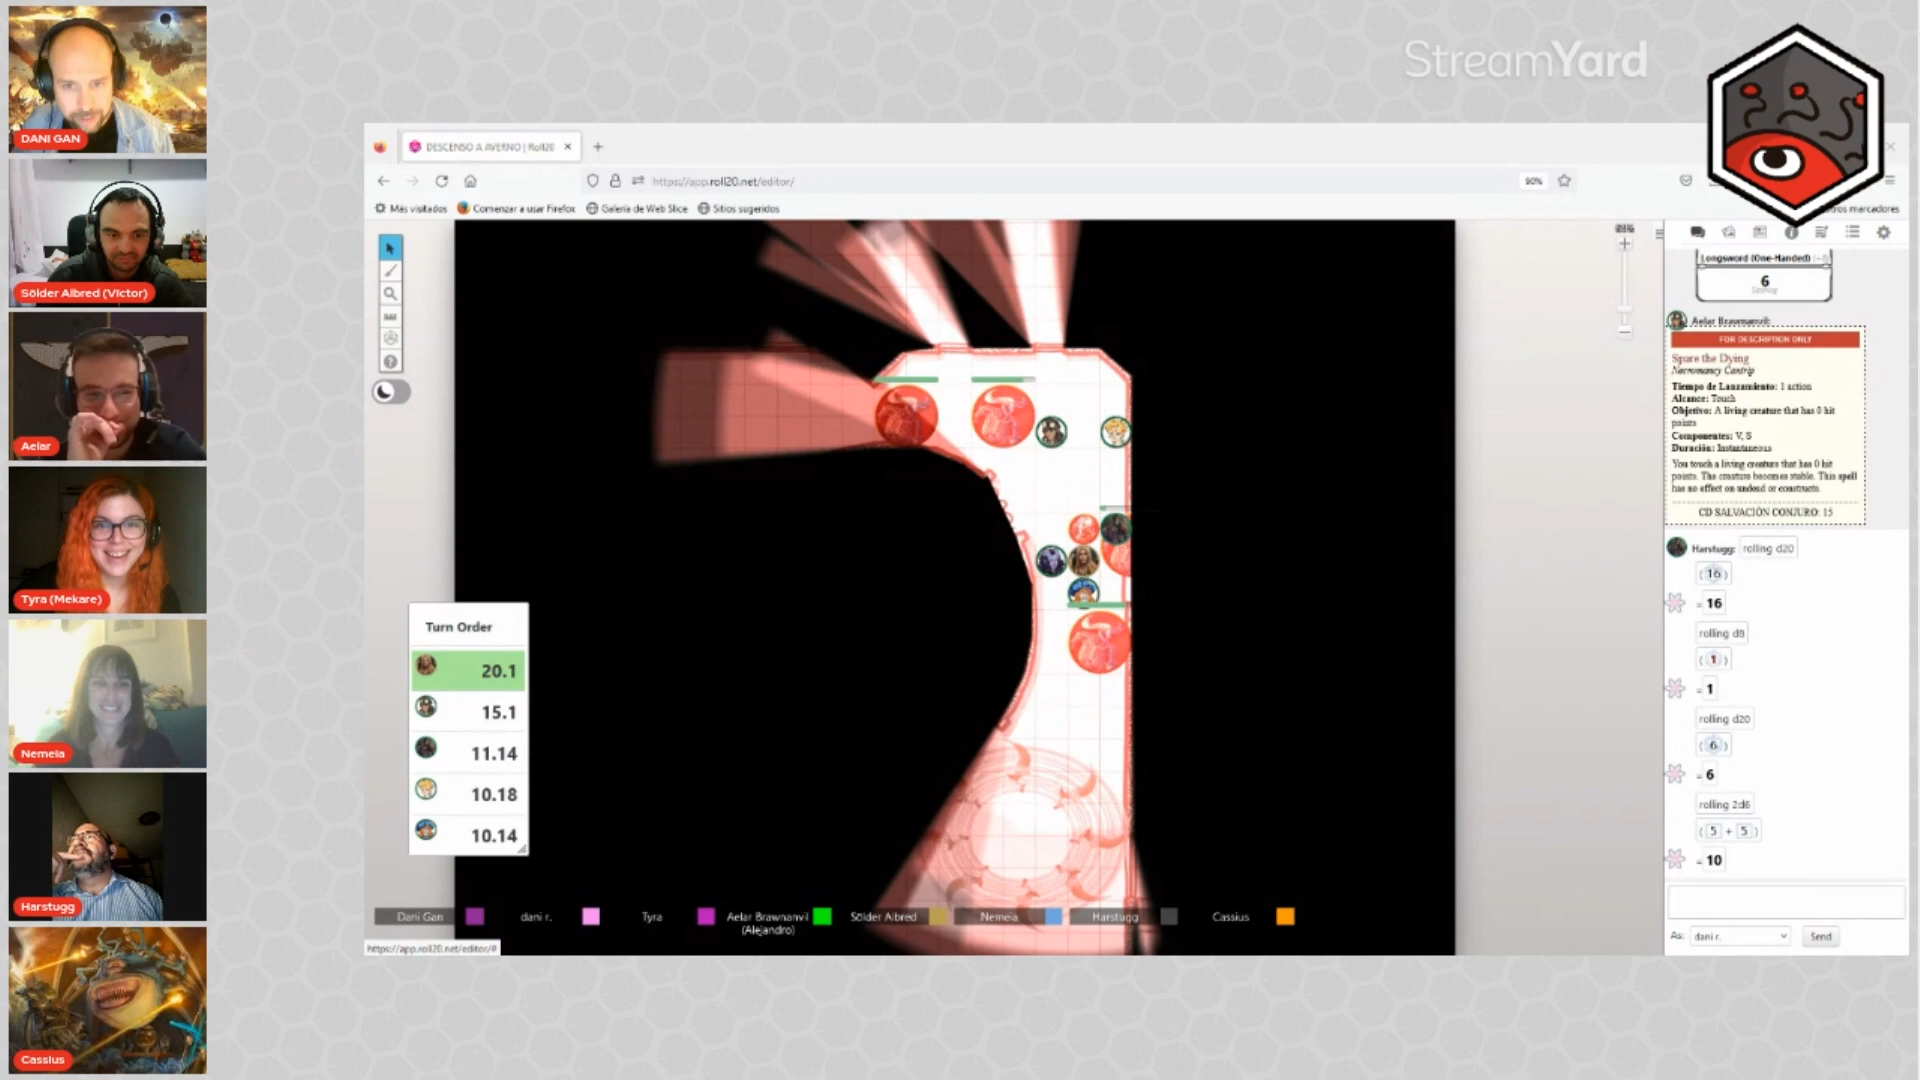 StreamYard
DANI GAN
Sölder Albred (Victor)
Aelar
Tyra (Mekare)
Nemeia
Harstugg
Cassius
DESCENSO A AVERNO | Roll20
https://app.roll20.net/editor/
90%
Más visitados
Comenzar a usar Firefox
Galería de Web Slice
Sitios sugeridos
otros marcadores
Turn Order
20.1
15.1
11.14
10.18
10.14
Dani Gan
dani r.
Tyra
Aelar Brawnanvil
(Alejandro)
Sölder Albred
Nemeia
Harstugg
Cassius
https://app.roll20.net/editor/#
Longsword (One-Handed)
6
Aelar Brawnanvil:
FOR DESCRIPTION ONLY
Spare the Dying
Necromancy Cantrip
Tiempo de Lanzamiento: 1 action
Alcance: Touch
Objetivo: A living creature that has 0 hit
points
Componentes: V, S
Duración: Instantaneous
You touch a living creature that has 0 hit
points. The creature becomes stable. This spell
has no effect on undead or constructs.
CD SALVACIÓN CONJURO: 15
Harstugg: rolling d20
(16)
= 16
rolling d8
(1)
= 1
rolling d20
(6)
= 6
rolling 2d6
(5 + 5)
= 10
As: dani r.
Send